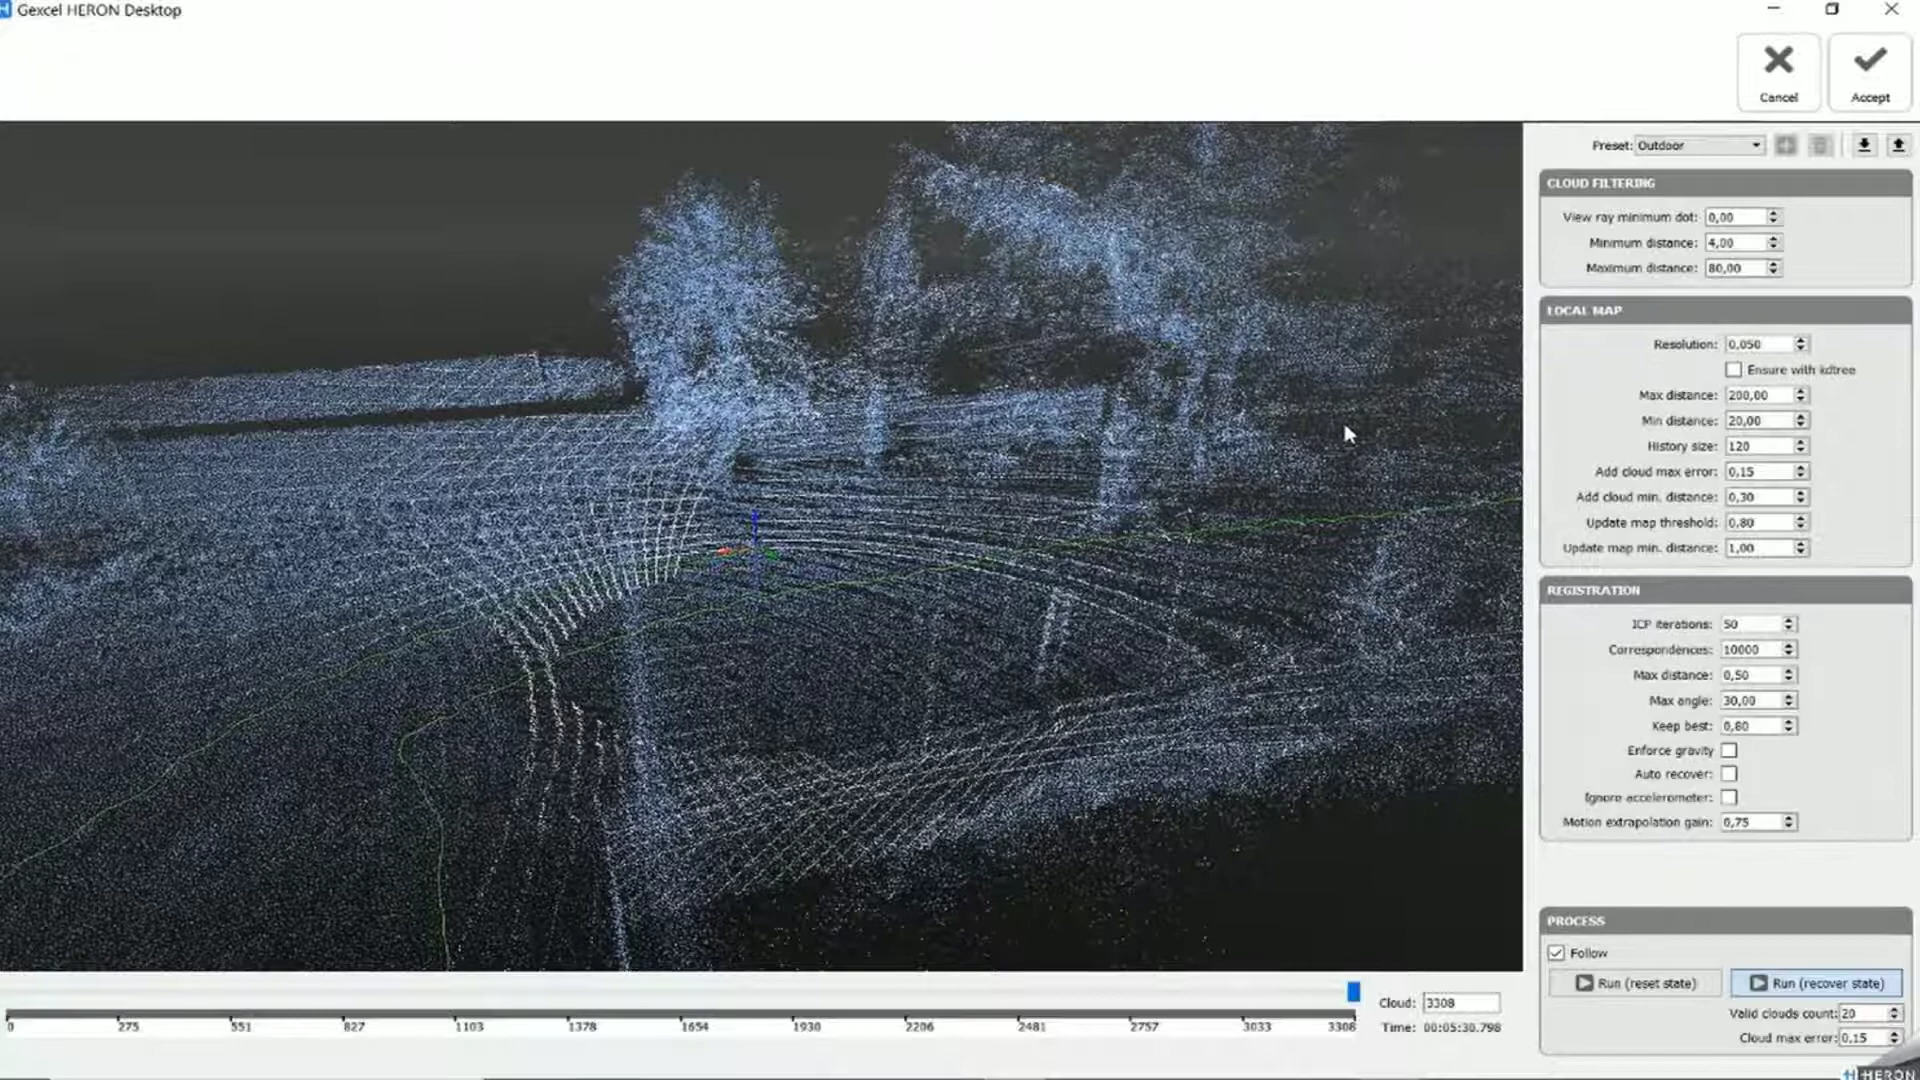 Gexcel HERON Desktop
Cancel
Accept
Preset: Outdoor
CLOUD FILTERING
View ray minimum dot: 0,00
Minimum distance: 4,00
Maximum distance: 80,00
LOCAL MAP
Resolution: 0,050
Ensure with kdtree
Max distance: 200,00
Min distance: 20,00
History size: 120
Add cloud max error: 0,15
Add cloud min. distance: 0,30
Update map threshold: 0,80
Update map min. distance: 1,00
REGISTRATION
ICP iterations: 50
Correspondences: 10000
Max distance: 0,50
Max angle: 30,00
Keep best: 0,80
Enforce gravity
Auto recover:
Ignore accelerometer:
Motion extrapolation gain: 0,75
PROCESS
Follow
Run (reset state)
Run (recover state)
Valid clouds count: 20
Cloud max error: 0,15
Cloud: 3308
Time: 00:05:30.798
0 275 551 827 1103 1378 1654 1930 2206 2481 2757 3033 3308
HERON